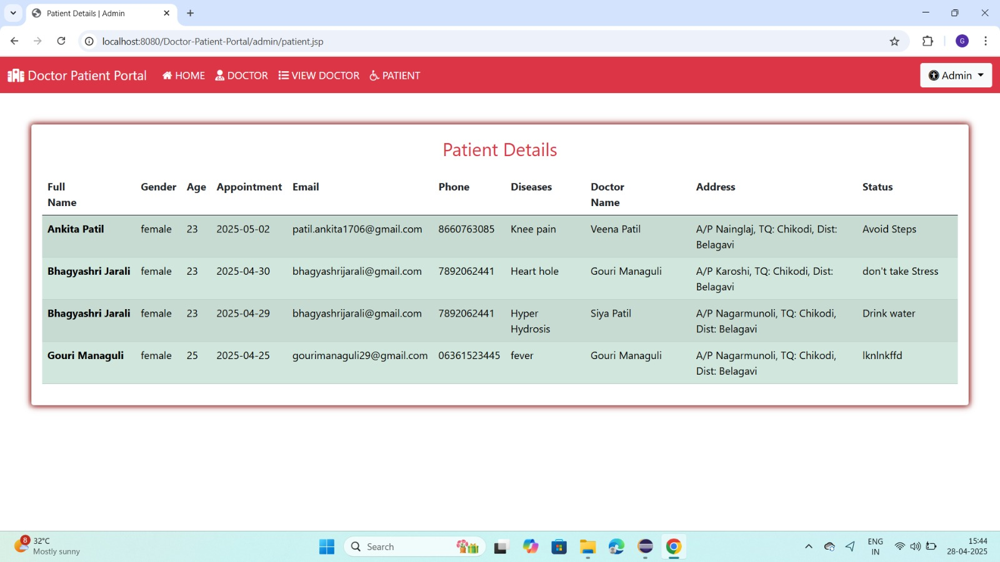 Patient Details | Admin
localhost:8080/Doctor-Patient-Portal/admin/patient.jsp
G
Doctor Patient Portal HOME DOCTOR VIEW DOCTOR PATIENT Admin
Patient Details
Full Name Gender Age Appointment Email Phone Diseases Doctor Name Address Status
Ankita Patil female 23 2025-05-02 patil.ankita1706@gmail.com 8660763085 Knee pain Veena Patil A/P Nainglaj, TQ: Chikodi, Dist: Belagavi Avoid Steps
Bhagyashri Jarali female 23 2025-04-30 bhagyashrijarali@gmail.com 7892062441 Heart hole Gouri Managuli A/P Karoshi, TQ: Chikodi, Dist: Belagavi don't take Stress
Bhagyashri Jarali female 23 2025-04-29 bhagyashrijarali@gmail.com 7892062441 Hyper Hydrosis Siya Patil A/P Nagarmunoli, TQ: Chikodi, Dist: Belagavi Drink water
Gouri Managuli female 25 2025-04-25 gourimanaguli29@gmail.com 06361523445 fever Gouri Managuli A/P Nagarmunoli, TQ: Chikodi, Dist: Belagavi lknlnkffd
8
32°C
Mostly sunny
Search
ENG
IN
15:44
28-04-2025